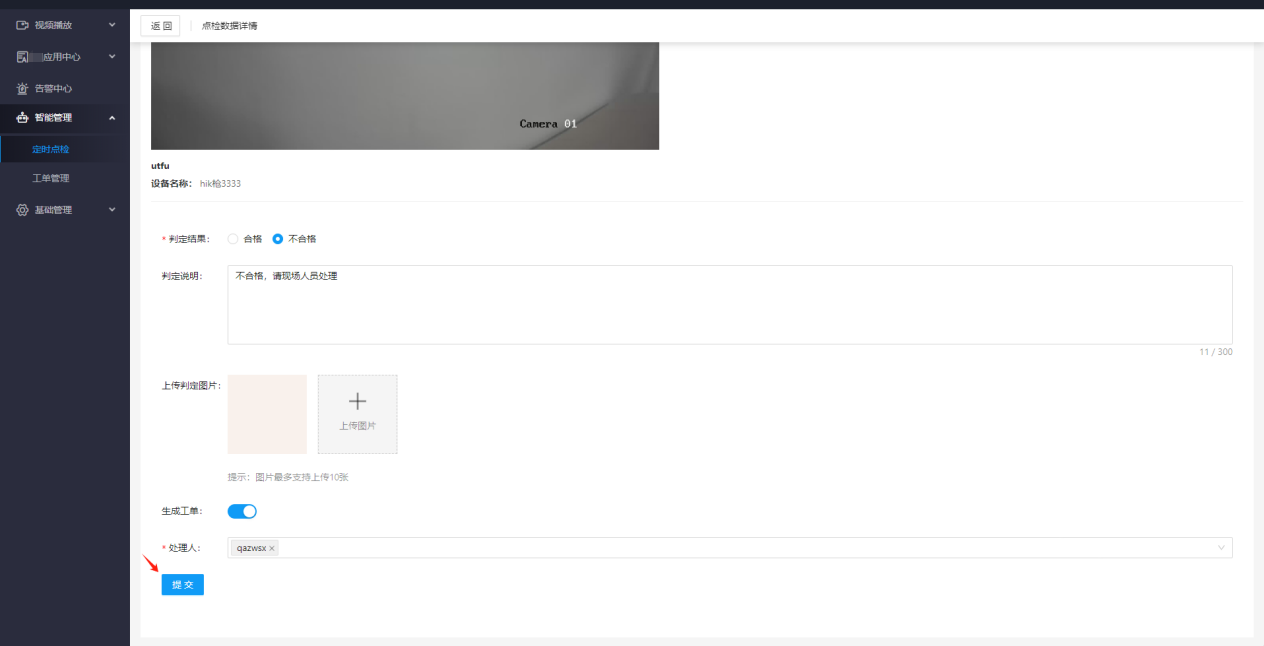 视频播放
返 回
点检数据详情
应用中心
告警中心
智能管理
定时点检
工单管理
基础管理
Camera 01
utfu
设备名称： hik枪3333
* 判定结果： 合格 不合格
判定说明： 不合格，请现场人员处理
11 / 300
上传判定图片：
上传图片
提示：图片最多支持上传10张
生成工单：
* 处理人： qazwsx ×
提 交